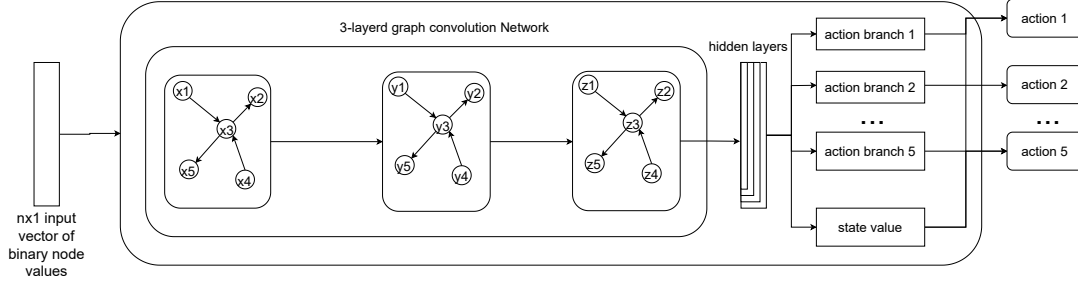 3-layerd graph convolution Network
nx1 input
vector of
binary node
values
x1
x2
x3
x5
x4
y1
y2
y3
y5
y4
z1
z2
z3
z5
z4
hidden layers
action branch 1
action branch 2
...
action branch 5
state value
action 1
action 2
...
action 5